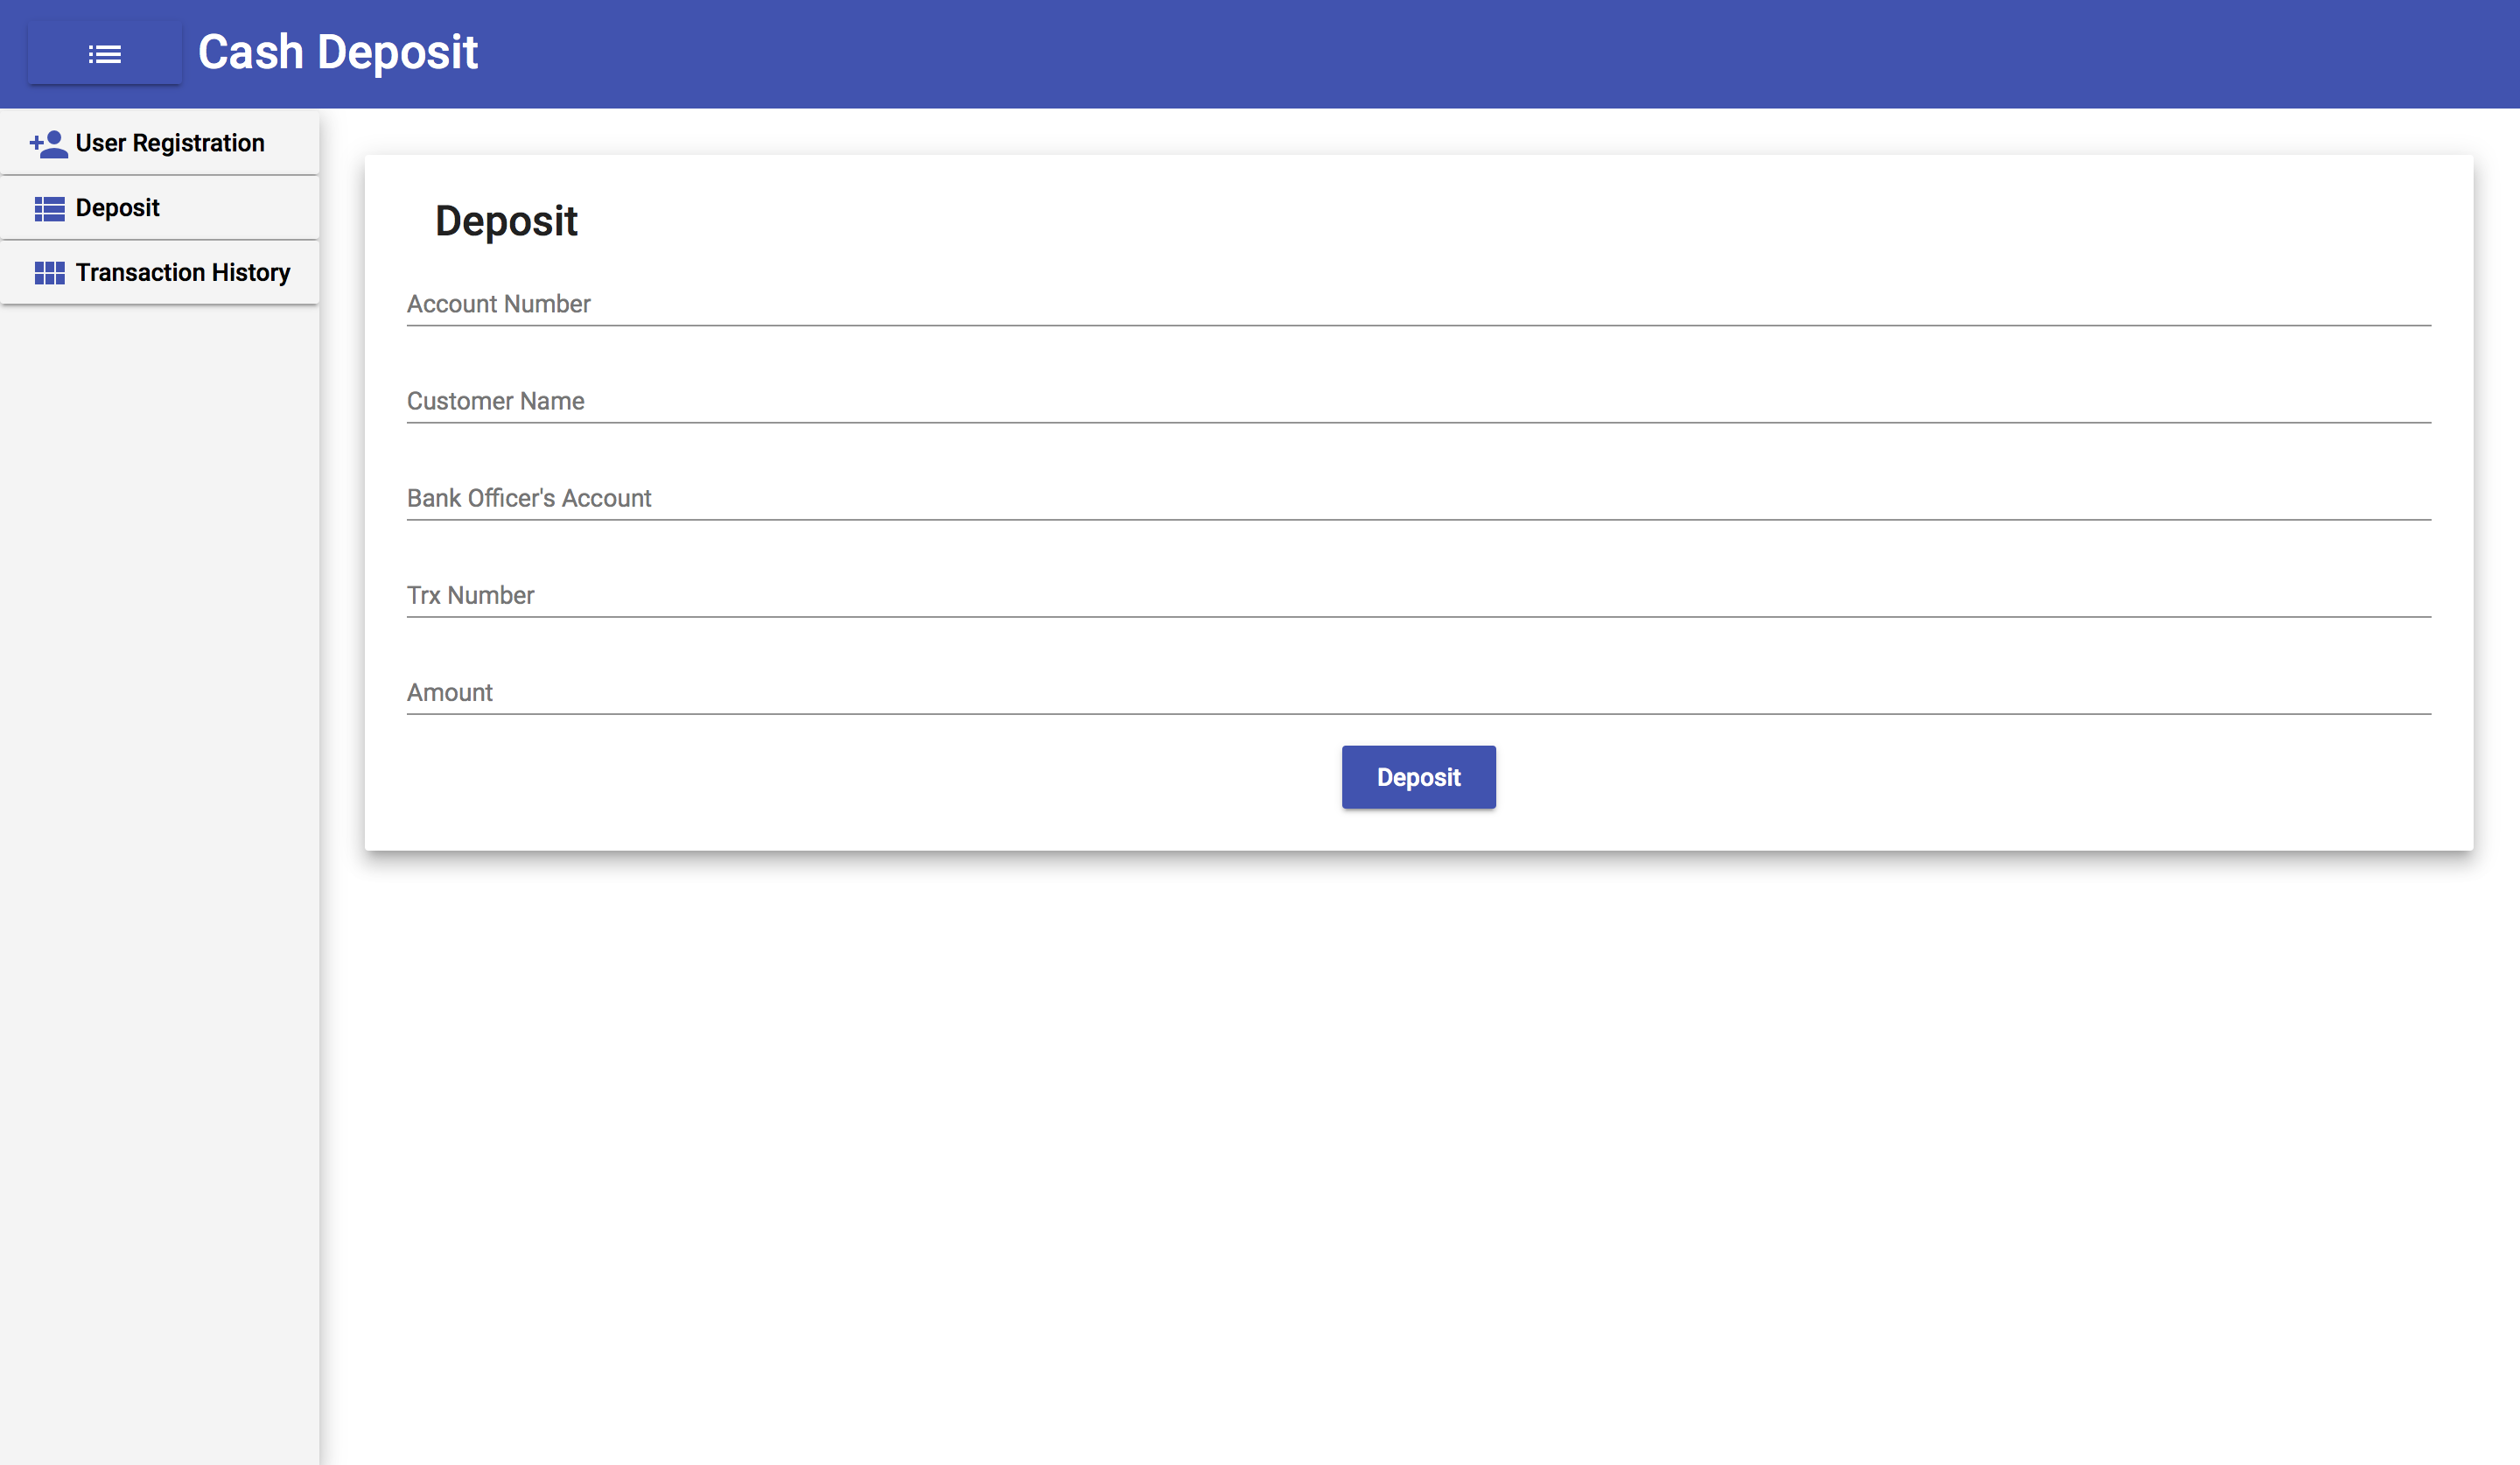 Cash Deposit
User Registration
Deposit
Transaction History
Deposit
Account Number
Customer Name
Bank Officer's Account
Trx Number
Amount
Deposit